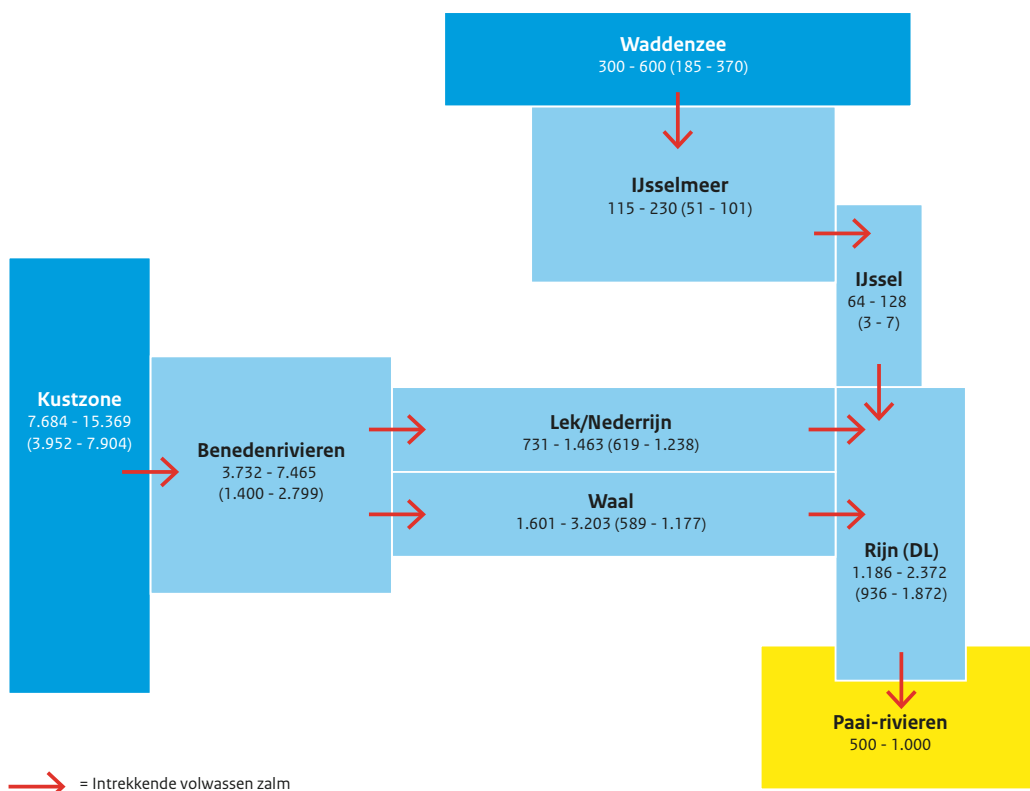 Waddenzee
300 - 600 (185 - 370)
IJsselmeer
115 - 230 (51 - 101)
IJssel
64 - 128
(3 - 7)
Kustzone
7.684 - 15.369
(3.952 - 7.904)
Benedenrivieren
3.732 - 7.465
(1.400 - 2.799)
Lek/Nederrijn
731 - 1.463 (619 - 1.238)
Waal
1.601 - 3.203 (589 - 1.177)
Rijn (DL)
1.186 - 2.372
(936 - 1.872)
Paai-rivieren
500 - 1.000
= Intrekkende volwassen zalm